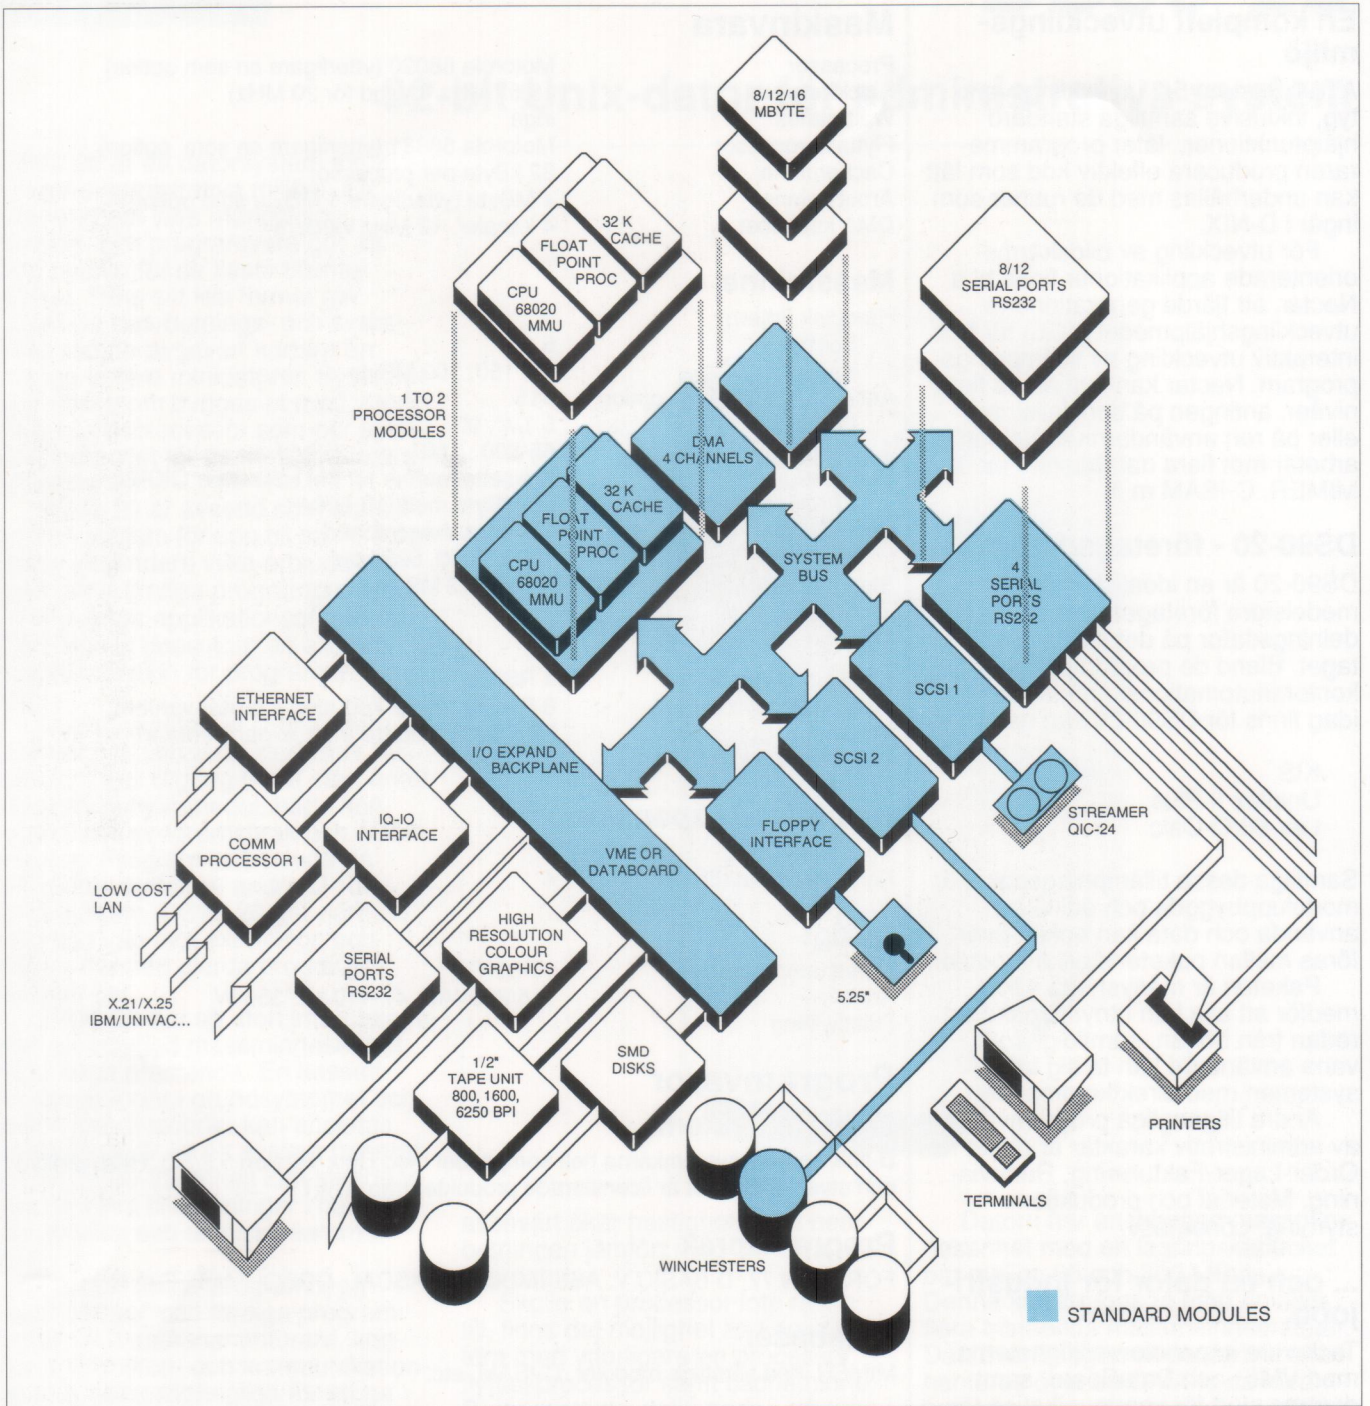 8/12/16
MBYTE
32 K
CACHE
FLOAT
POINT
PROC
CPU
68020
MMU
8/12
SERIAL PORTS
RS232
1 TO 2
PROCESSOR
MODULES
DMA
4 CHANNELS
32 K
CACHE
FLOAT
POINT
PROC
CPU
68020
MMU
SYSTEM
BUS
4
SERIAL
PORTS
RS232
SCSI 1
ETHERNET
INTERFACE
I/O EXPAND
BACKPLANE
SCSI 2
STREAMER
QIC-24
IQ-IO
INTERFACE
FLOPPY
INTERFACE
COMM
PROCESSOR 1
VME OR
DATABOARD
LOW COST
LAN
HIGH
RESOLUTION
COLOUR
GRAPHICS
SERIAL
PORTS
RS232
5.25"
X.21/X.25
IBM/UNIVAC...
SMD
DISKS
1/2"
TAPE UNIT
800, 1600,
6250 BPI
PRINTERS
TERMINALS
WINCHESTERS
STANDARD MODULES